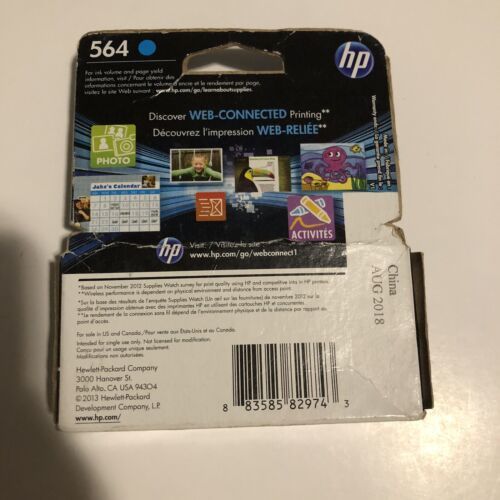 564
hp
For ink volume and page yield
information, visit / Pour obtenir des
informations concernant le volume d'encre et le rendement par page,
visitez le site Web suivant : www.hp.com/go/learnaboutsupplies.
Discover WEB-CONNECTED Printing**
Découvrez l'impression WEB-RELIÉE**
PHOTO
Jake's Calendar
ACTIVITÉS
hp
Visit: / Visitez le site :
www.hp.com/go/webconnect1
*Based on November 2012 Supplies Watch survey for print quality using HP and competitive inks in HP printers.
**Wireless performance is dependent on physical environment and distance from access point.
*Sur la base des résultats de l'enquête Supplies Watch (Un œil sur les fournitures) de novembre 2012 sur la
qualité d'impression obtenue avec des imprimantes HP utilisant des cartouches HP et concurrentes.
**Le rendement de la connexion sans fil dépend de l'environnement physique et de la distance par rapport au
point d'accès.
For sale in US and Canada./Pour vente aux États-Unis et au Canada.
Intended for single use only. Not licensed for modification.
Conçu pour un usage unique seulement.
Modifications non autorisées.
Hewlett-Packard Company
3000 Hanover St.
Palo Alto, CA USA 94304
©2013 Hewlett-Packard
Development Company, L.P.
www.hp.com/
8 83585 82974 3
China
AUG 2018